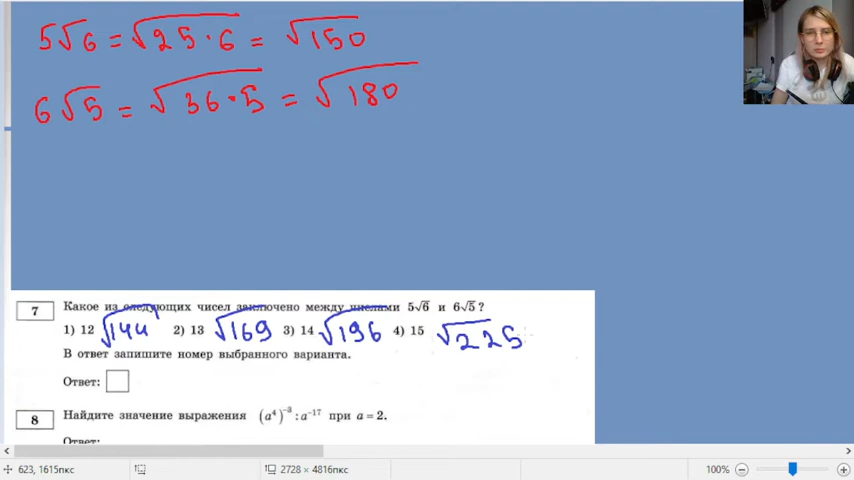 5√6 = √25·6 = √150
6√5 = √36·5 = √180
7 Какое из следующих чисел заключено между числами 5√6 и 6√5?
1) 12 √144 2) 13 √169 3) 14 √196 4) 15 √225
В ответ запишите номер выбранного варианта.
Ответ:
8 Найдите значение выражения (a⁴)⁻³ : a⁻¹⁷ при a = 2.
Ответ:
623, 1615пкс 2728 × 4816пкс 100%